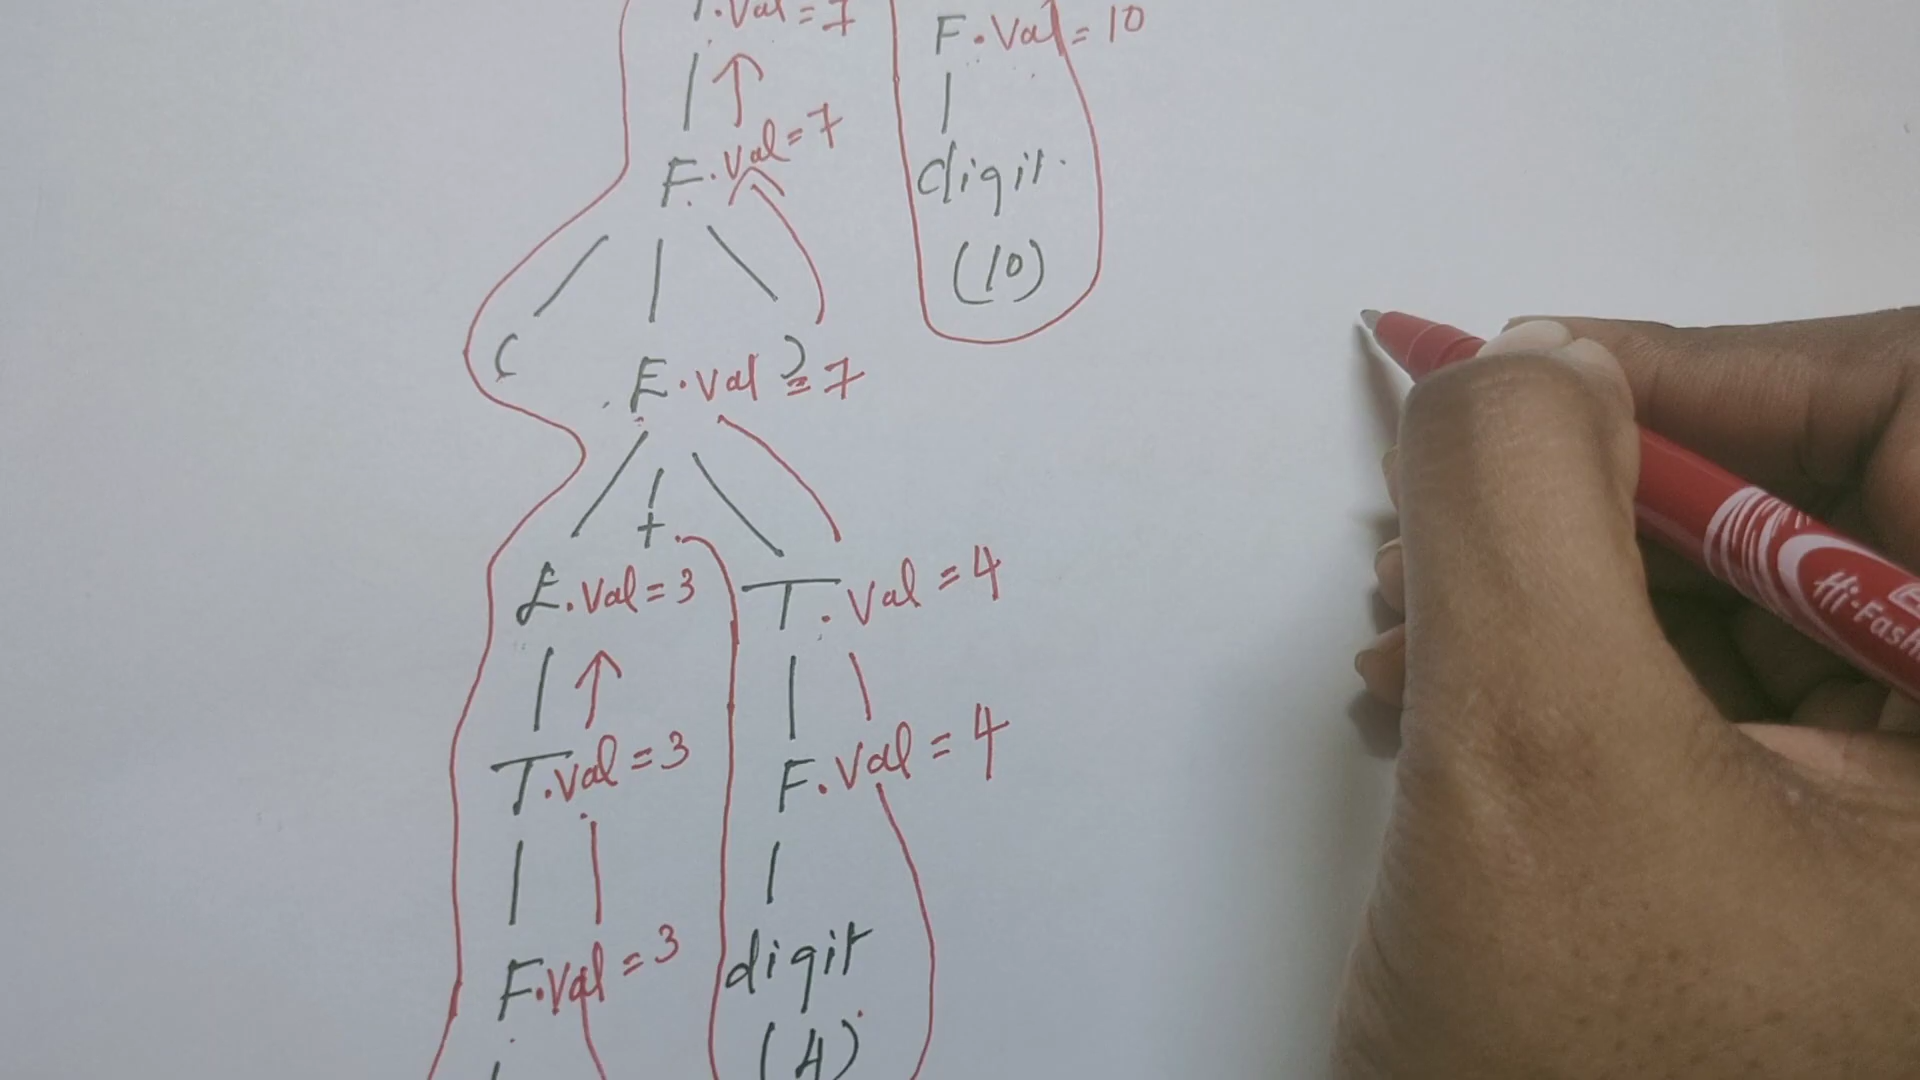 T.Val = 7
F.Val = 10
F.Val = 7
digit
(10)
( E.Val = 7 )
+
E.Val = 3 T.Val = 4
T.Val = 3 F.Val = 4
F.Val = 3 digit
(4)
Hi-Fash